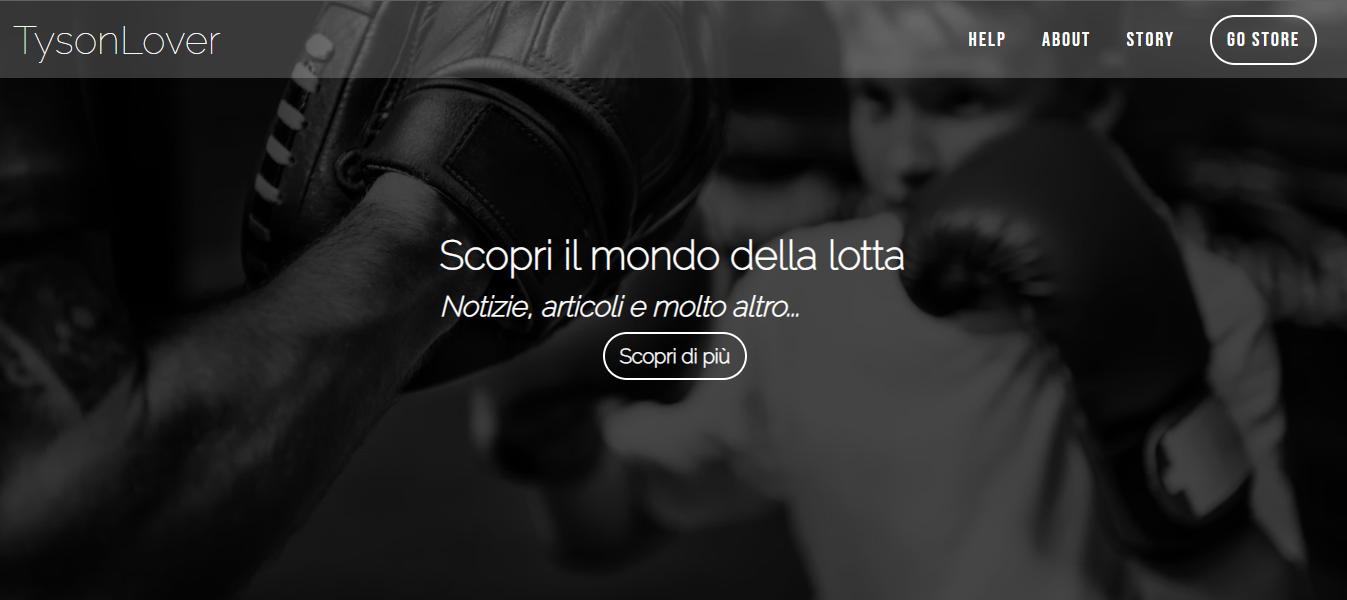 TysonLover
HELP ABOUT STORY GO STORE
Scopri il mondo della lotta
Notizie, articoli e molto altro...
Scopri di più